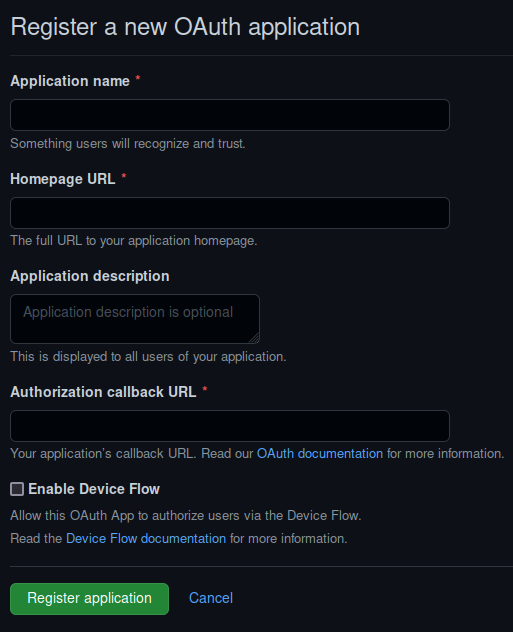 Register a new OAuth application
Application name *
Something users will recognize and trust.
Homepage URL *
The full URL to your application homepage.
Application description
Application description is optional
This is displayed to all users of your application.
Authorization callback URL *
Your application's callback URL. Read our OAuth documentation for more information.
Enable Device Flow
Allow this OAuth App to authorize users via the Device Flow.
Read the Device Flow documentation for more information.
Register application Cancel